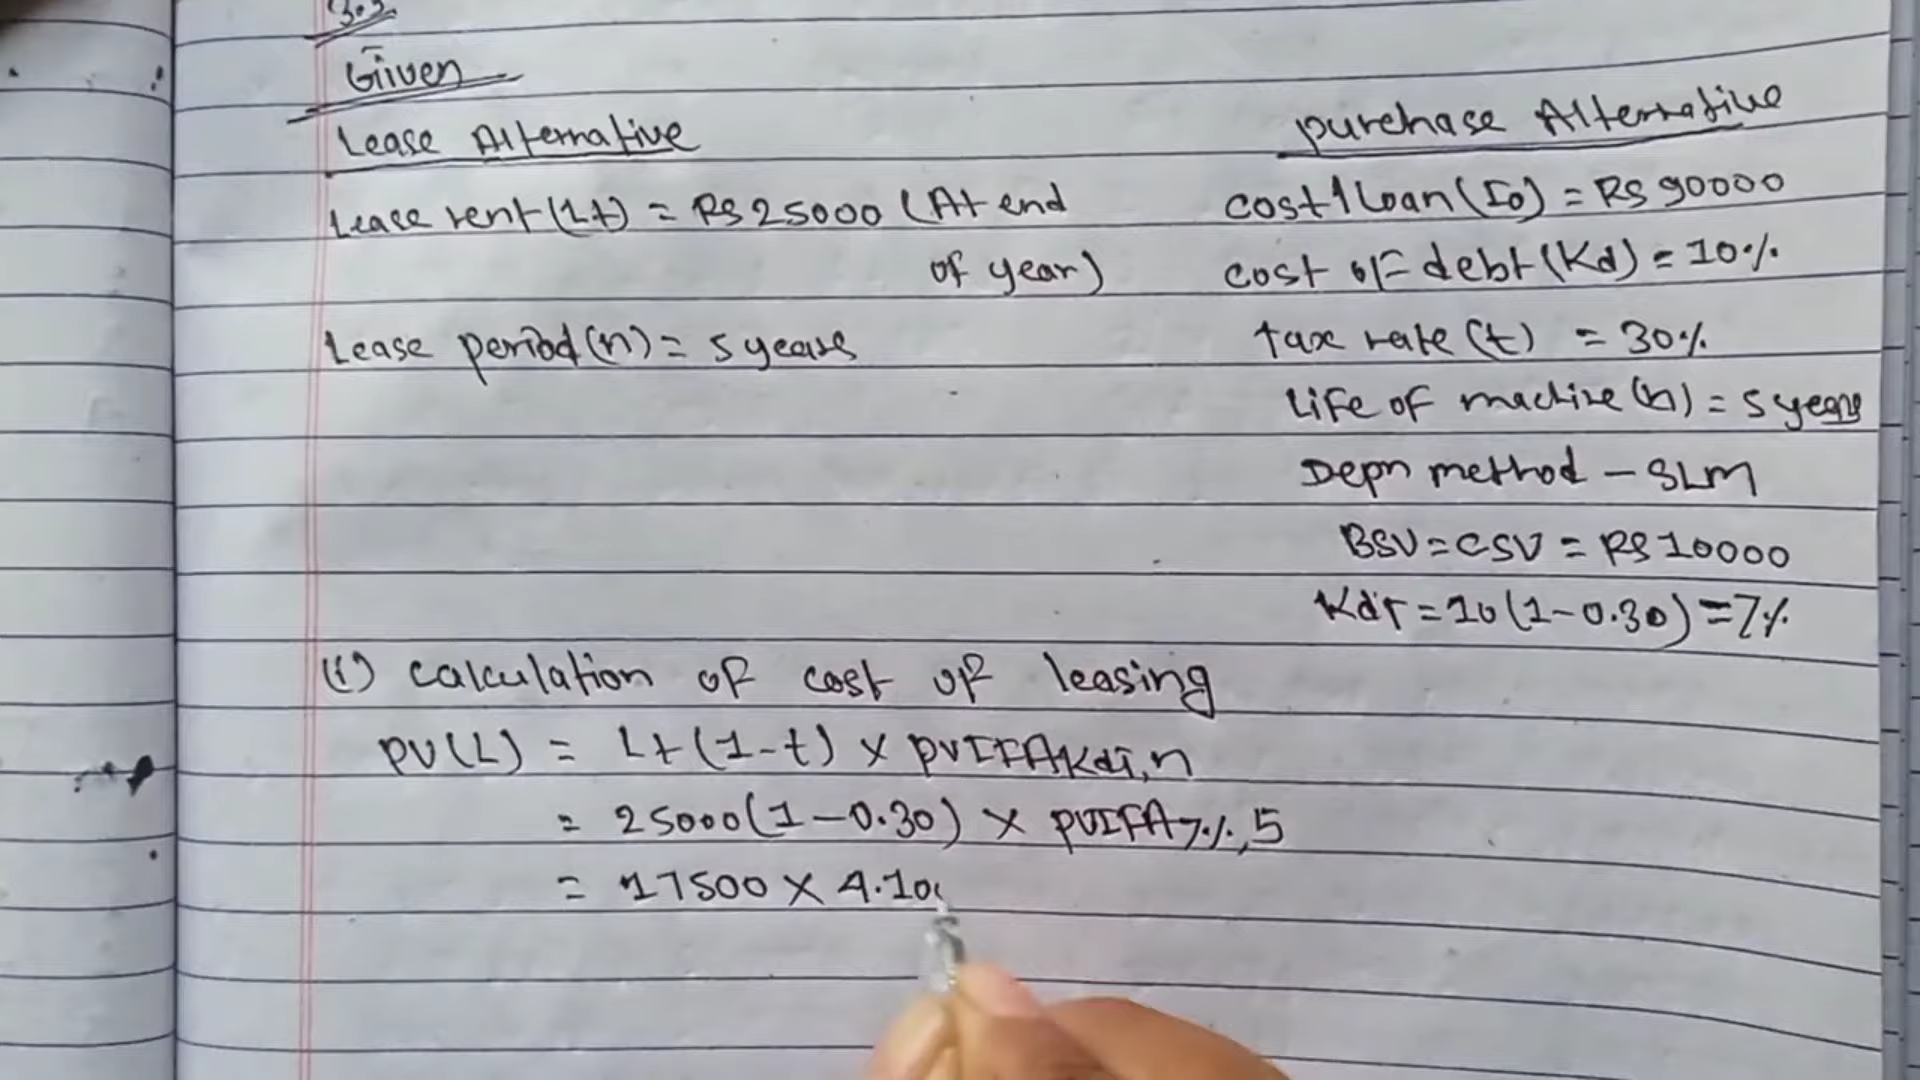 Given
Lease Alternative
Lease rent (Lt) = Rs 25000 (At end
of year)
Lease period (n) = 5 years
purchase Alternative
cost/Loan (I0) = Rs 90000
cost of debt (Kd) = 10%
tax rate (t) = 30%
Life of machine (n) = 5 years
Depn method - SLM
BSV = CSV = Rs 10000
KdT = 10 (1-0.30) = 7%
(i) calculation of cost of leasing
PV(L) = Lt (1-t) × PVIFAKdT,n
= 25000 (1-0.30) × PVIFA7%,5
= 17500 × 4.10